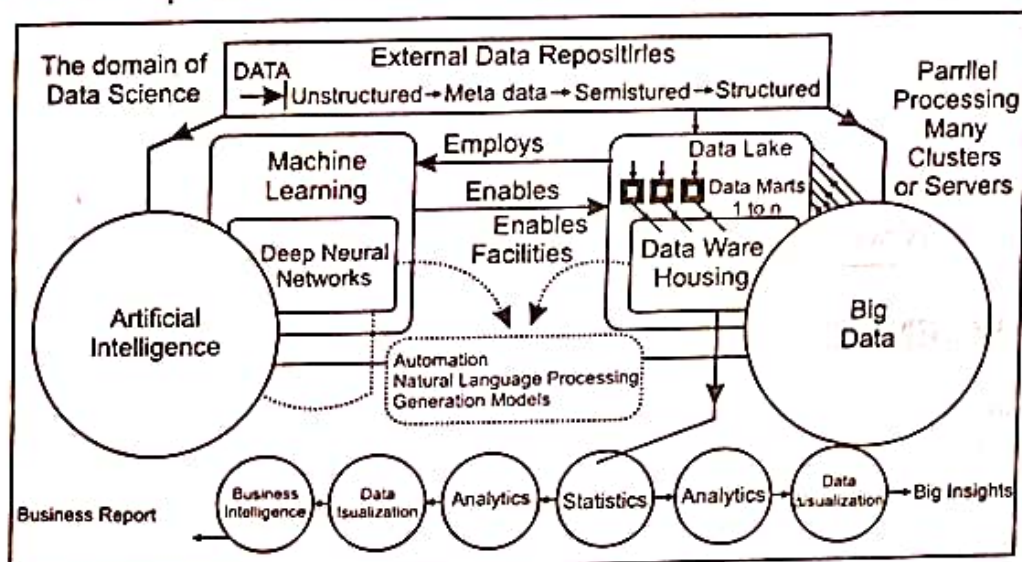 The domain of
Data Science
External Data Repositiries
DATA
Unstructured Meta data Semistured Structured
Parrllel
Processing
Many
Clusters
or Servers
Machine
Learning
Employs
Enables
Enables
Facilities
Data Lake
Data Marts
1 to n
Deep Neural
Networks
Data Ware
Housing
Artificial
Intelligence
Big
Data
Automation
Natural Language Processing
Generation Models
Business Report
Business
Intelligence
Data
isualization
Analytics
Statistics
Analytics
Data
usualization
Big Insights